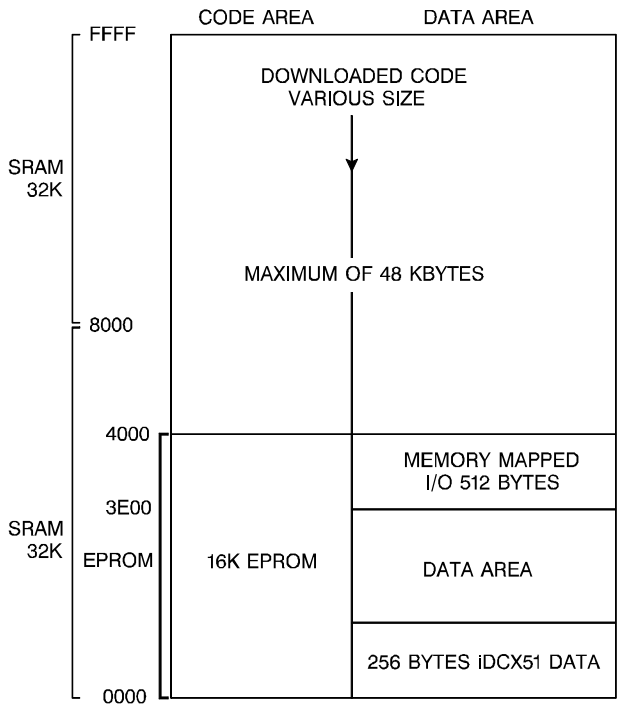 CODE AREA DATA AREA
FFFF
DOWNLOADED CODE
VARIOUS SIZE
SRAM
32K
MAXIMUM OF 48 KBYTES
8000
4000
MEMORY MAPPED
I/O 512 BYTES
3E00
SRAM
32K
EPROM
16K EPROM
DATA AREA
256 BYTES iDCX51 DATA
0000